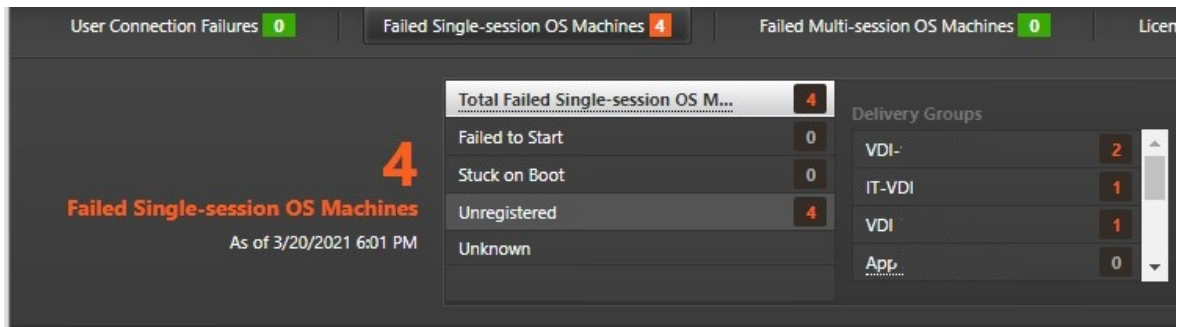 User Connection Failures 0
Failed Single-session OS Machines 4
Failed Multi-session OS Machines 0
Licen
4
Failed Single-session OS Machines
As of 3/20/2021 6:01 PM
Total Failed Single-session OS M... 4
Failed to Start 0
Stuck on Boot 0
Unregistered 4
Unknown
Delivery Groups
VDI- 2
IT-VDI 1
VDI 1
App 0